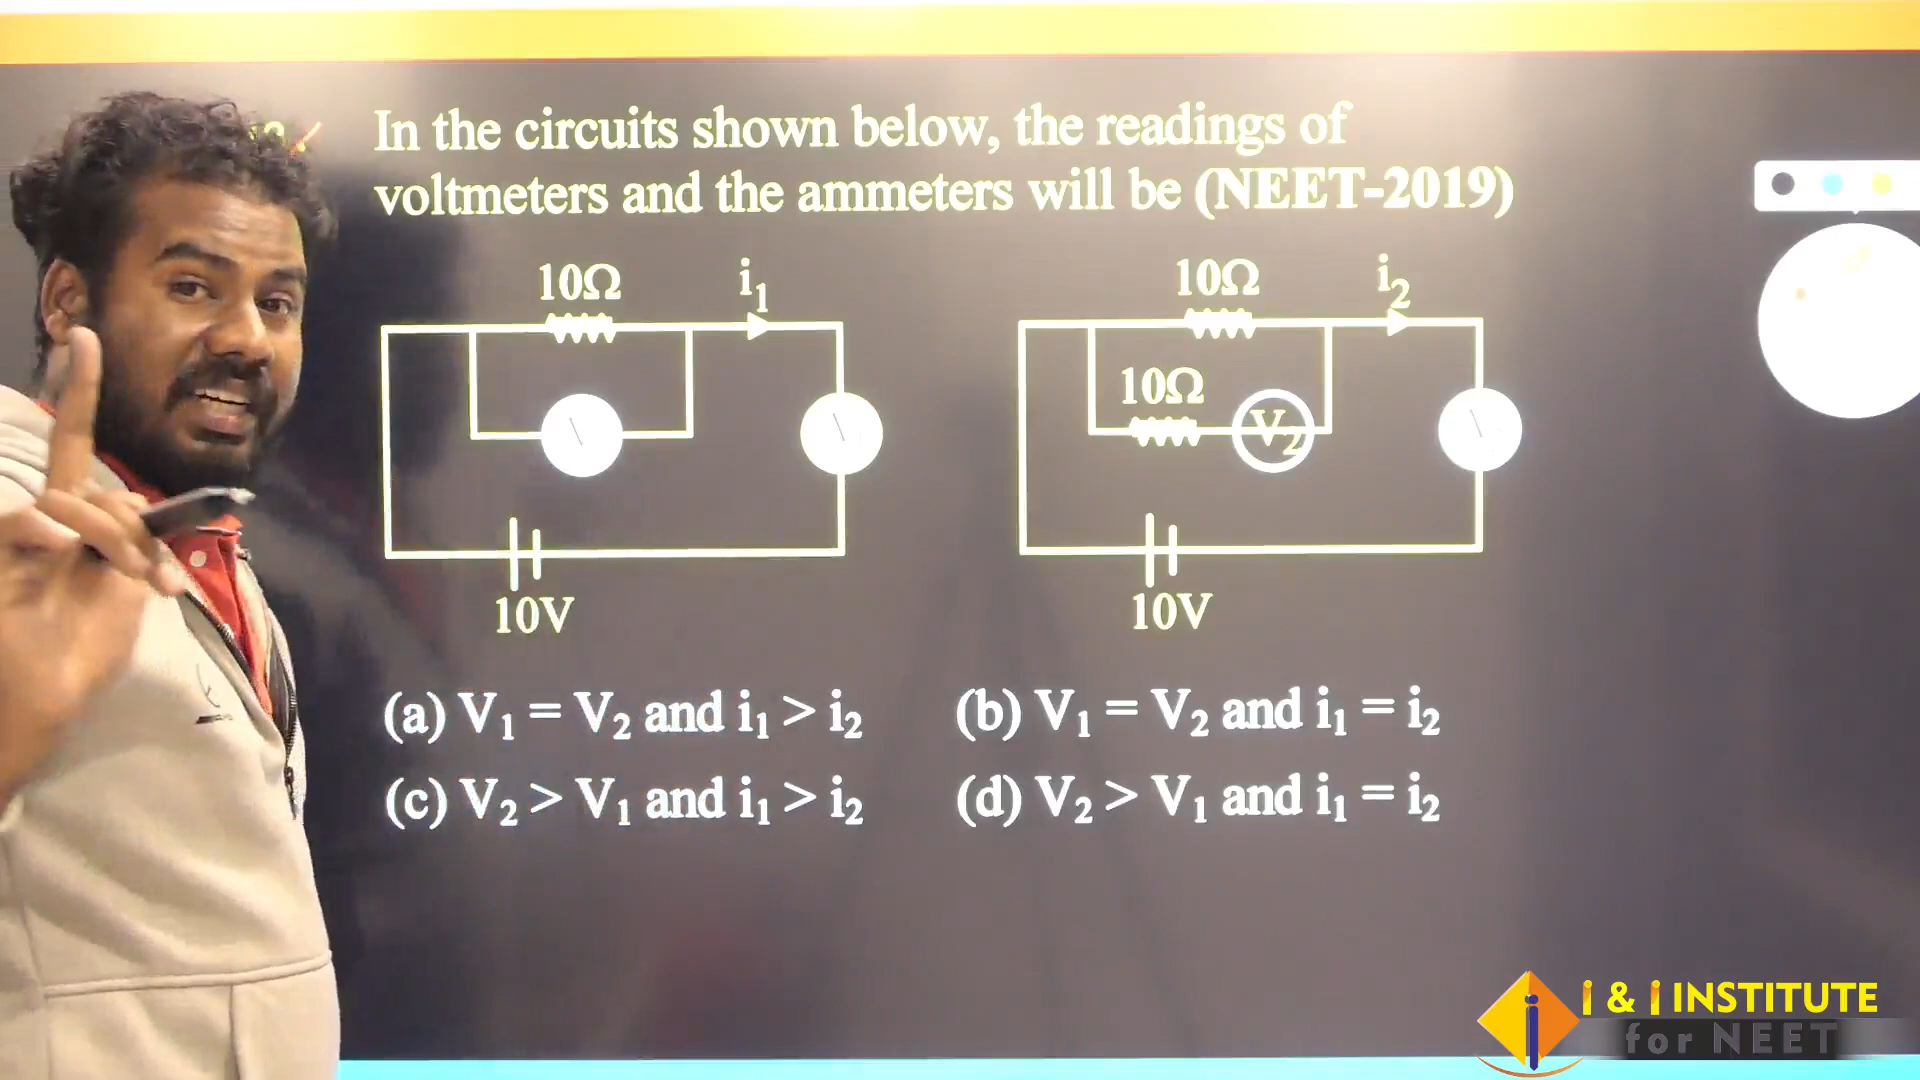 In the circuits shown below, the readings of
voltmeters and the ammeters will be (NEET-2019)
10Ω i₁
10Ω i₂
10Ω
V₂
10V
10V
(a) V₁ = V₂ and i₁ > i₂
(b) V₁ = V₂ and i₁ = i₂
(c) V₂ > V₁ and i₁ > i₂
(d) V₂ > V₁ and i₁ = i₂
i & i INSTITUTE
for NEET